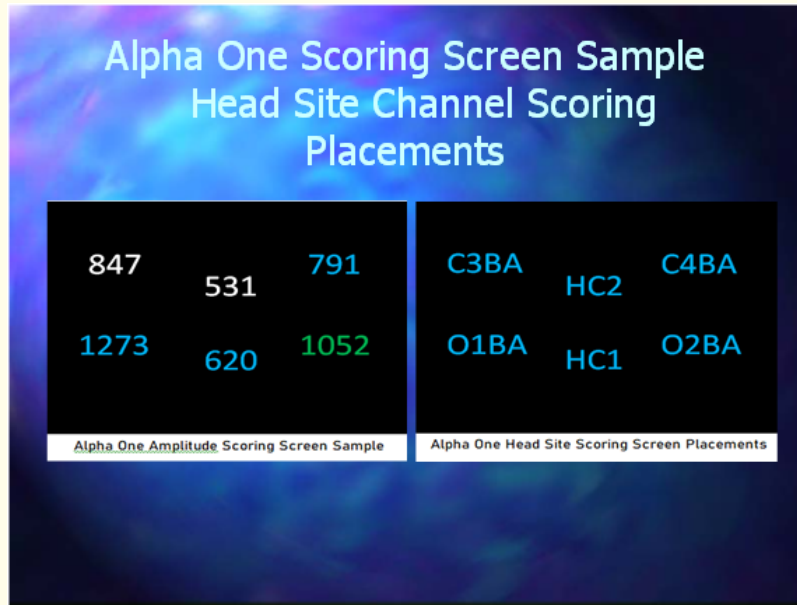 Alpha One Scoring Screen Sample
Head Site Channel Scoring
Placements
847 531 791
1273 620 1052
Alpha One Amplitude Scoring Screen Sample
C3BA HC2 C4BA
O1BA HC1 O2BA
Alpha One Head Site Scoring Screen Placements